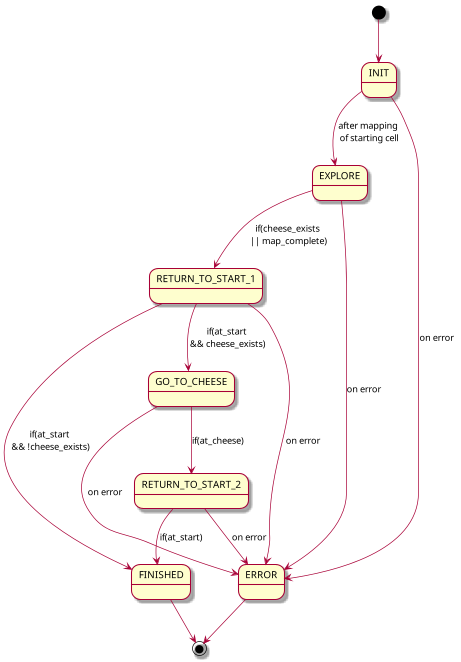 INIT
after mapping
of starting cell
EXPLORE
if(cheese_exists
|| map_complete)
RETURN_TO_START_1
if(at_start
&& cheese_exists)
on error
GO_TO_CHEESE
on error
if(at_start
&& !cheese_exists)
if(at_cheese)
on error
RETURN_TO_START_2
on error
if(at_start)
on error
FINISHED
ERROR